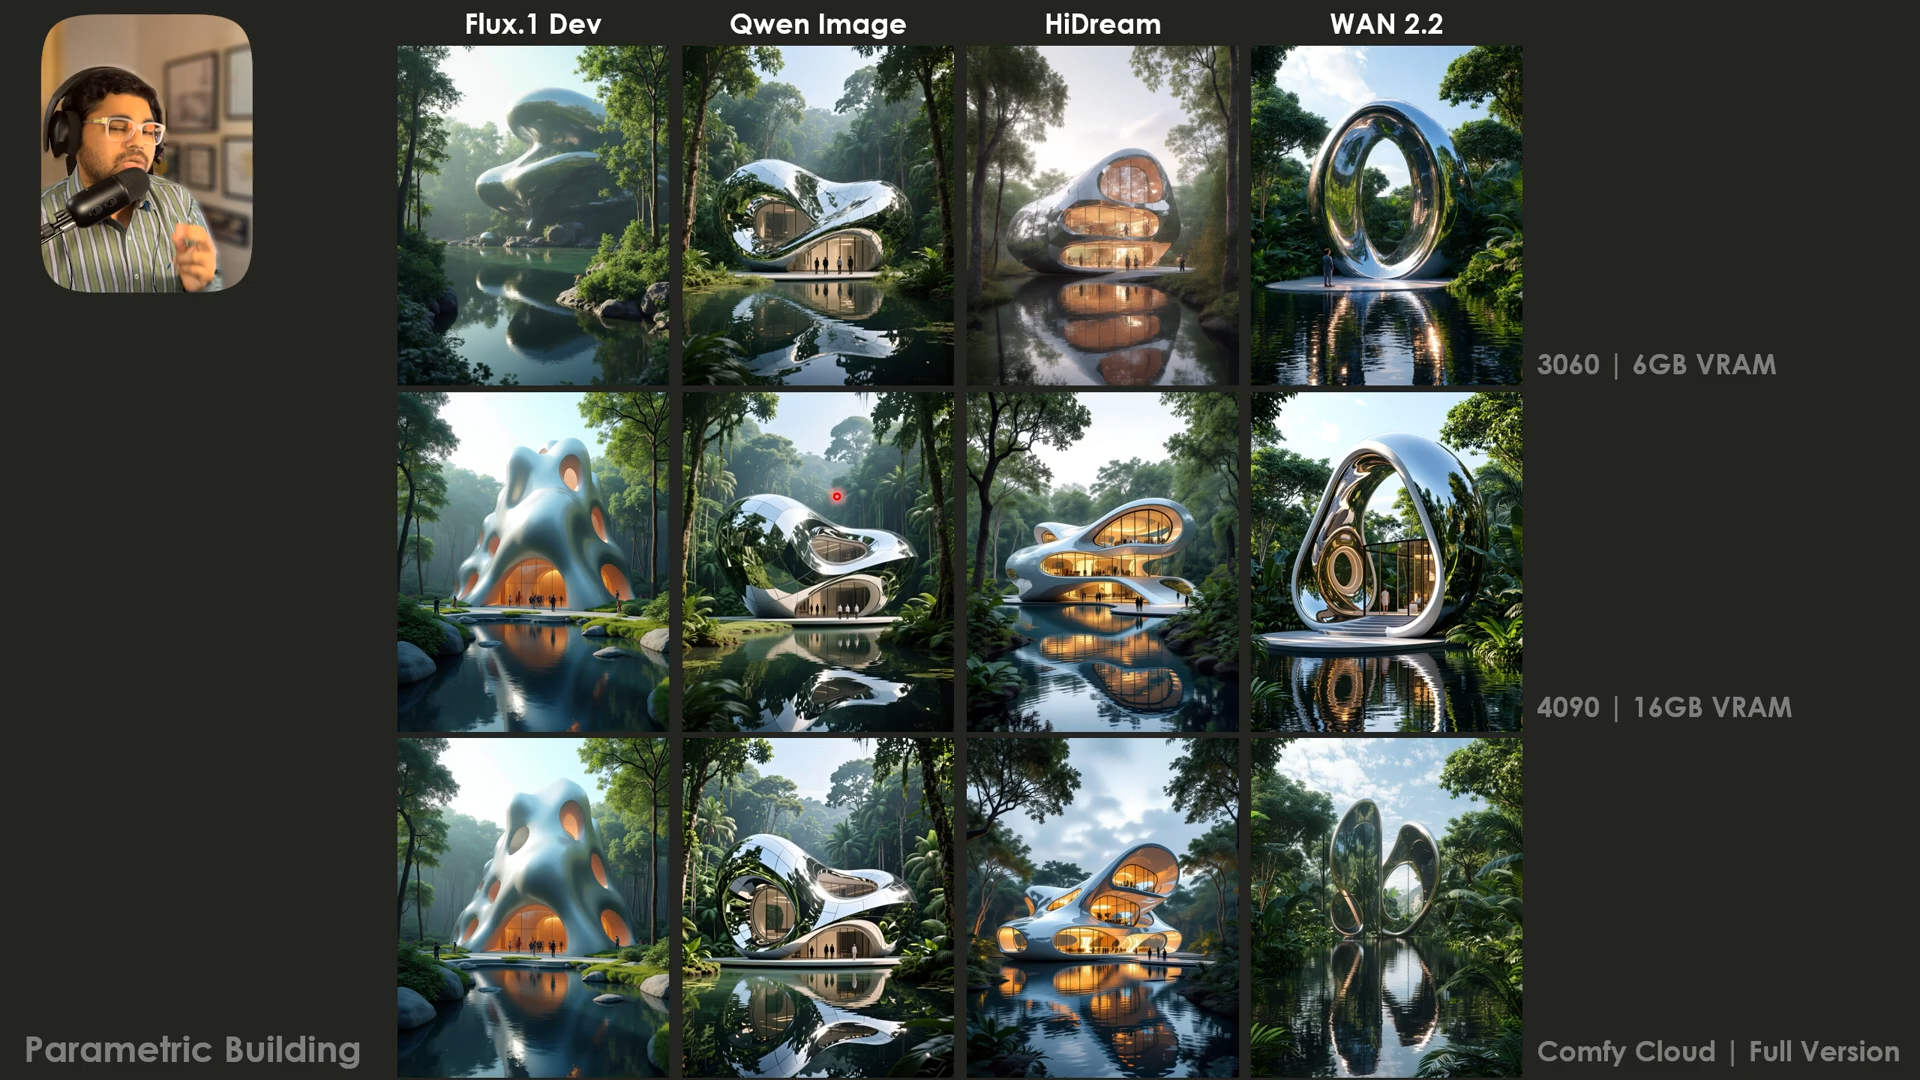 Flux.1 Dev
Qwen Image
HiDream
WAN 2.2
3060 | 6GB VRAM
4090 | 16GB VRAM
Parametric Building
Comfy Cloud | Full Version